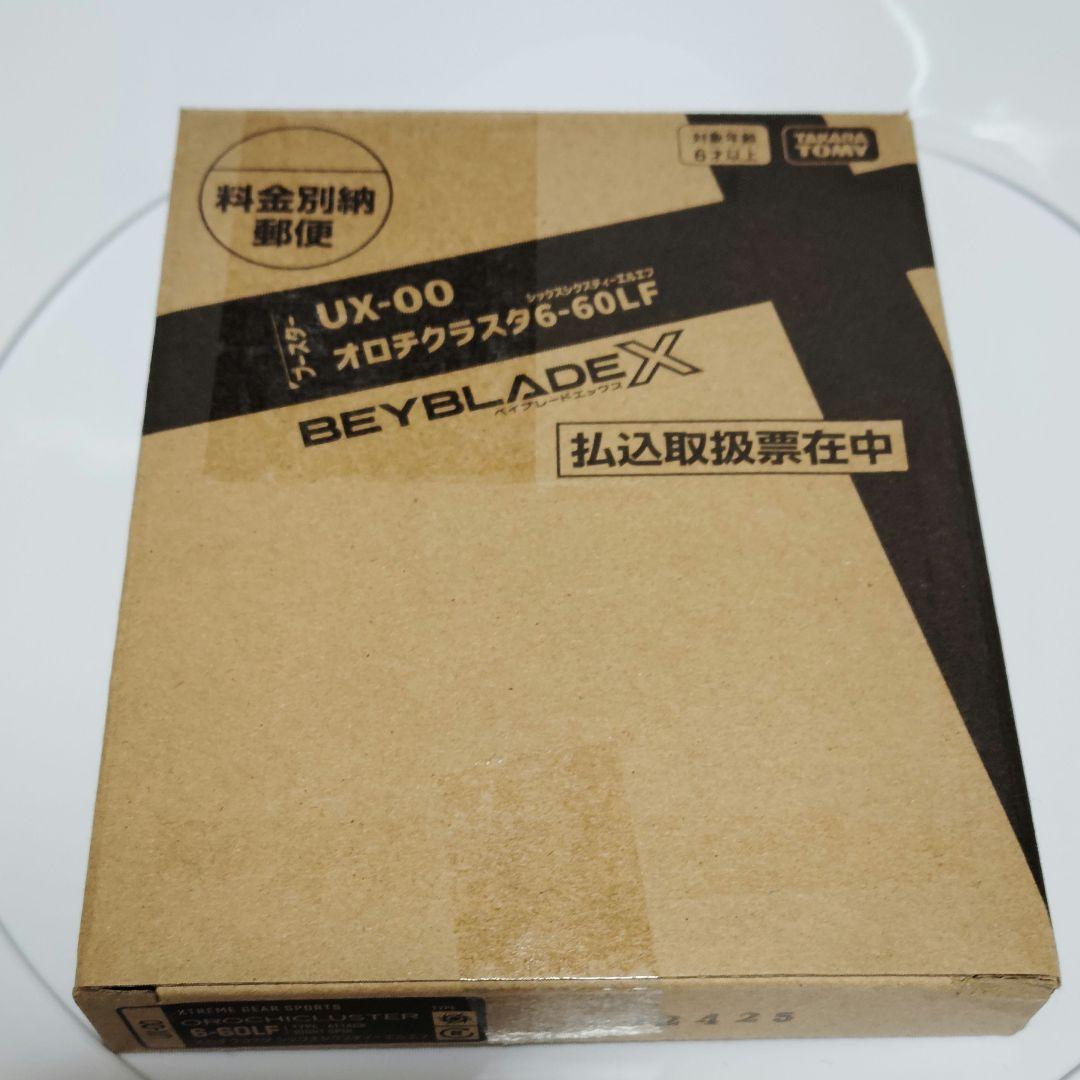 料金別納
郵便
対象年齢
6才以上
TAKARA
TOMY
ブースター
UX-00
シックスシクスティーエルエフ
オロチクラスタ6-60LF
BEYBLADE X
ベイブレードエックス
払込取扱票在中
XTREME GEAR SPORTS
OROCHICLUSTER
6-60LF
TYPE
2425